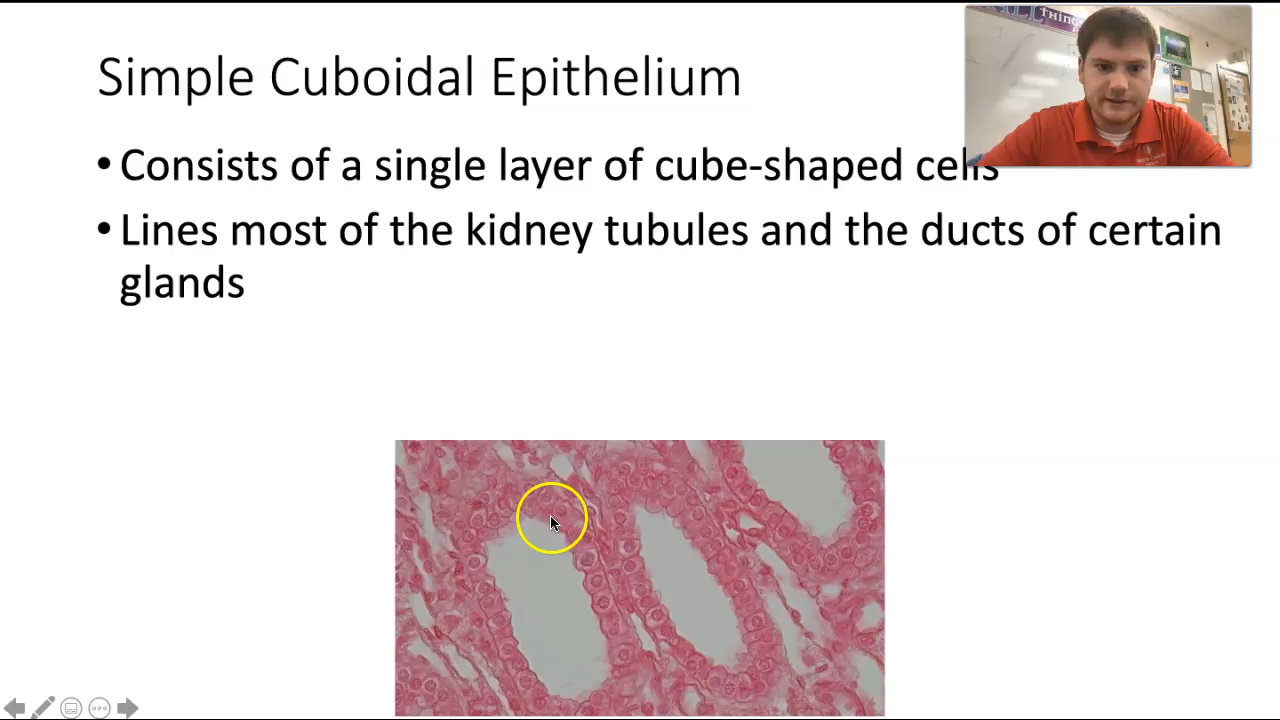 Simple Cuboidal Epithelium
• Consists of a single layer of cube-shaped cells
• Lines most of the kidney tubules and the ducts of certain
glands
THINGS